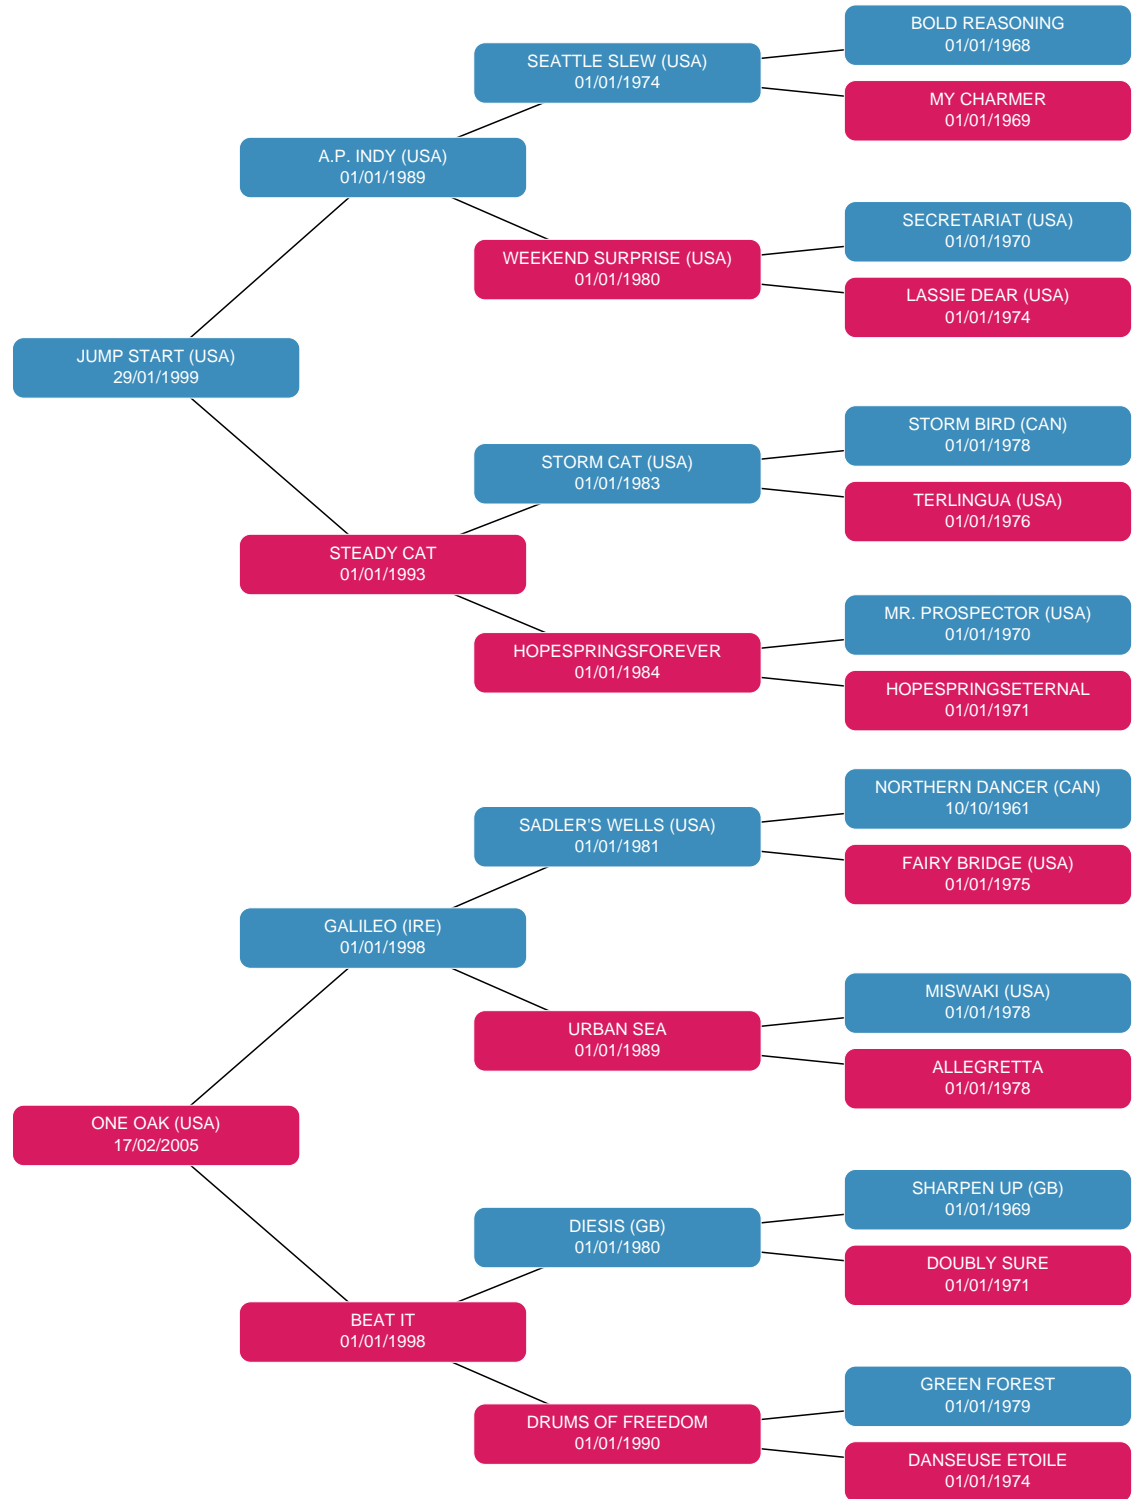 BOLD REASONING
01/01/1968
SEATTLE SLEW (USA)
01/01/1974
MY CHARMER
01/01/1969
A.P. INDY (USA)
01/01/1989
SECRETARIAT (USA)
01/01/1970
WEEKEND SURPRISE (USA)
01/01/1980
LASSIE DEAR (USA)
01/01/1974
JUMP START (USA)
29/01/1999
STORM BIRD (CAN)
01/01/1978
STORM CAT (USA)
01/01/1983
TERLINGUA (USA)
01/01/1976
STEADY CAT
01/01/1993
MR. PROSPECTOR (USA)
01/01/1970
HOPESPRINGSFOREVER
01/01/1984
HOPESPRINGSETERNAL
01/01/1971
NORTHERN DANCER (CAN)
10/10/1961
SADLER'S WELLS (USA)
01/01/1981
FAIRY BRIDGE (USA)
01/01/1975
GALILEO (IRE)
01/01/1998
MISWAKI (USA)
01/01/1978
URBAN SEA
01/01/1989
ALLEGRETTA
01/01/1978
ONE OAK (USA)
17/02/2005
SHARPEN UP (GB)
01/01/1969
DIESIS (GB)
01/01/1980
DOUBLY SURE
01/01/1971
BEAT IT
01/01/1998
GREEN FOREST
01/01/1979
DRUMS OF FREEDOM
01/01/1990
DANSEUSE ETOILE
01/01/1974